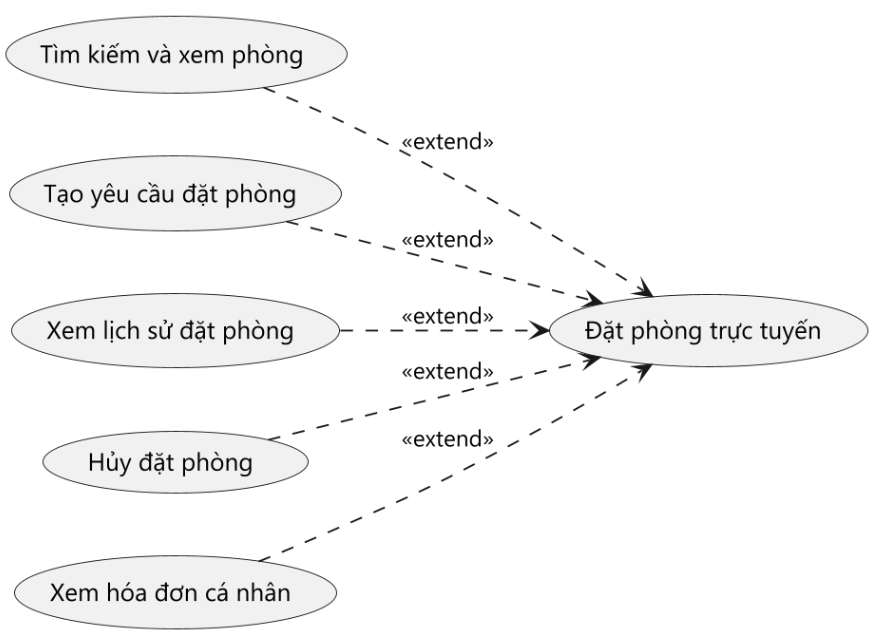 Tìm kiếm và xem phòng
«extend»
Tạo yêu cầu đặt phòng
«extend»
Xem lịch sử đặt phòng
«extend»
Đặt phòng trực tuyến
«extend»
Hủy đặt phòng
«extend»
Xem hóa đơn cá nhân